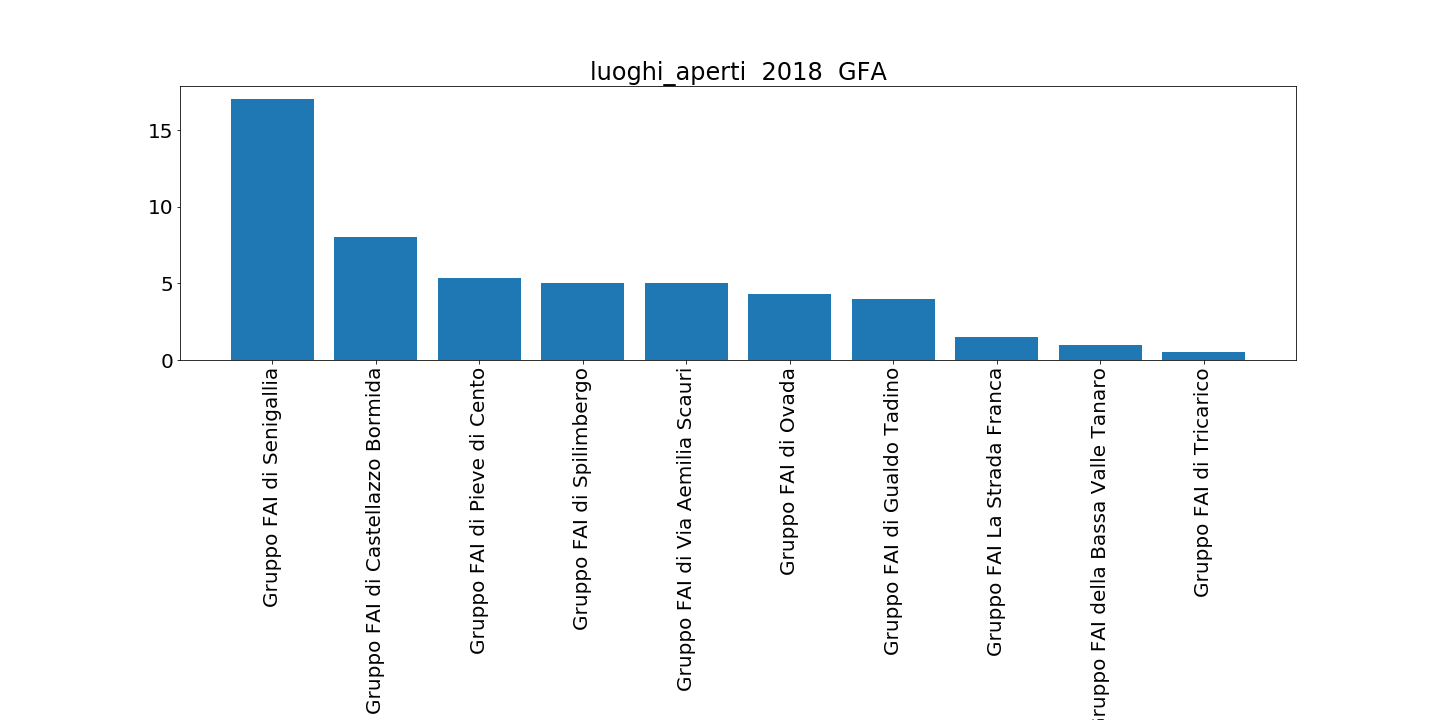 luoghi_aperti  2018  GFA
15
10
5
0
Gruppo FAI di Senigallia
Gruppo FAI di Castellazzo Bormida
Gruppo FAI di Pieve di Cento
Gruppo FAI di Spilimbergo
Gruppo FAI di Via Aemilia Scauri
Gruppo FAI di Ovada
Gruppo FAI di Gualdo Tadino
Gruppo FAI La Strada Franca
ruppo FAI della Bassa Valle Tanaro
Gruppo FAI di Tricarico